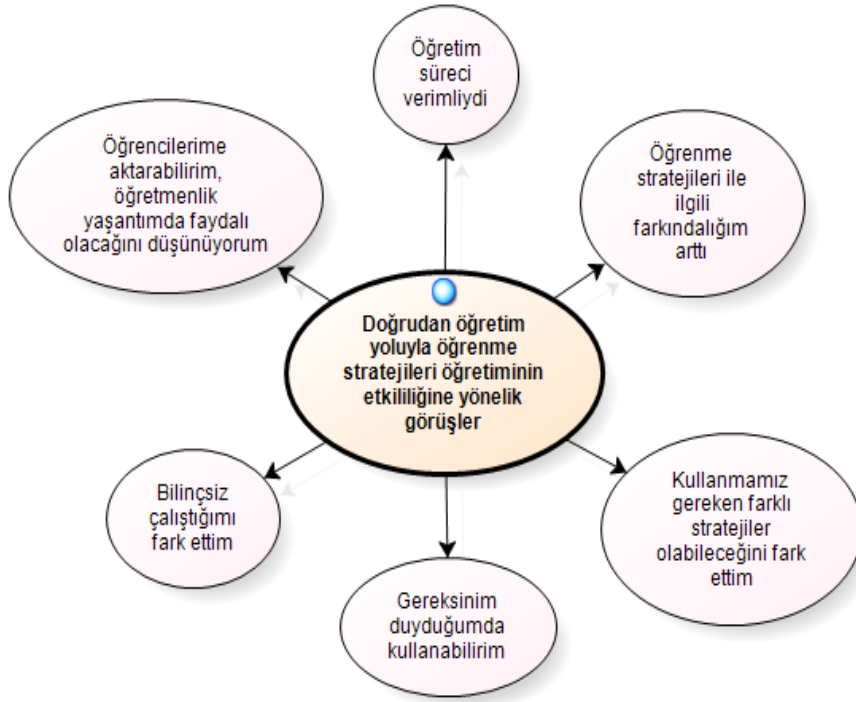 Öğretim
süreci
verimliydi
Öğrencilerime
aktarabilirim,
öğretmenlik
yaşantımda faydalı
olacağını düşünüyorum
Öğrenme
stratejileri ile
ilgili
farkındalığım
arttı
Doğrudan öğretim
yoluyla öğrenme
stratejileri öğretiminin
etkililiğine yönelik
görüşler
Bilinçsiz
çalıştığımı
fark ettim
Kullanmamız
gereken farklı
stratejiler
olabileceğini fark
ettim
Gereksinim
duyduğumda
kullanabilirim